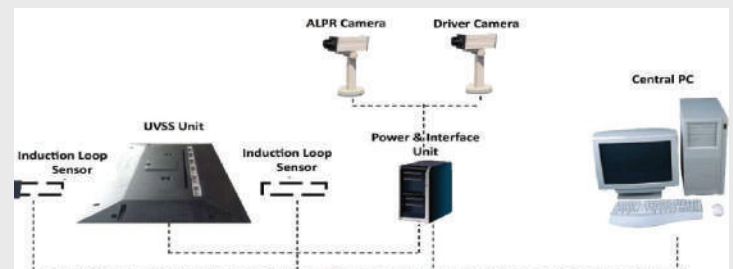 ALPR Camera
Driver Camera
Central PC
UVSS Unit
Power & Interface
Unit
Induction Loop
Sensor
Induction Loop
Sensor